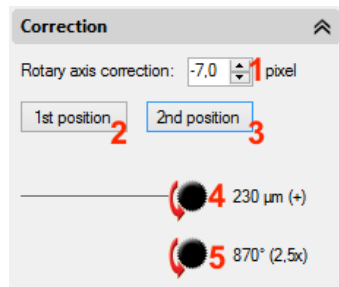 Correction
Rotary axis correction: -7,0 1 pixel
1st position 2 2nd position 3
4 230 µm (+)
5 870° (2,5x)